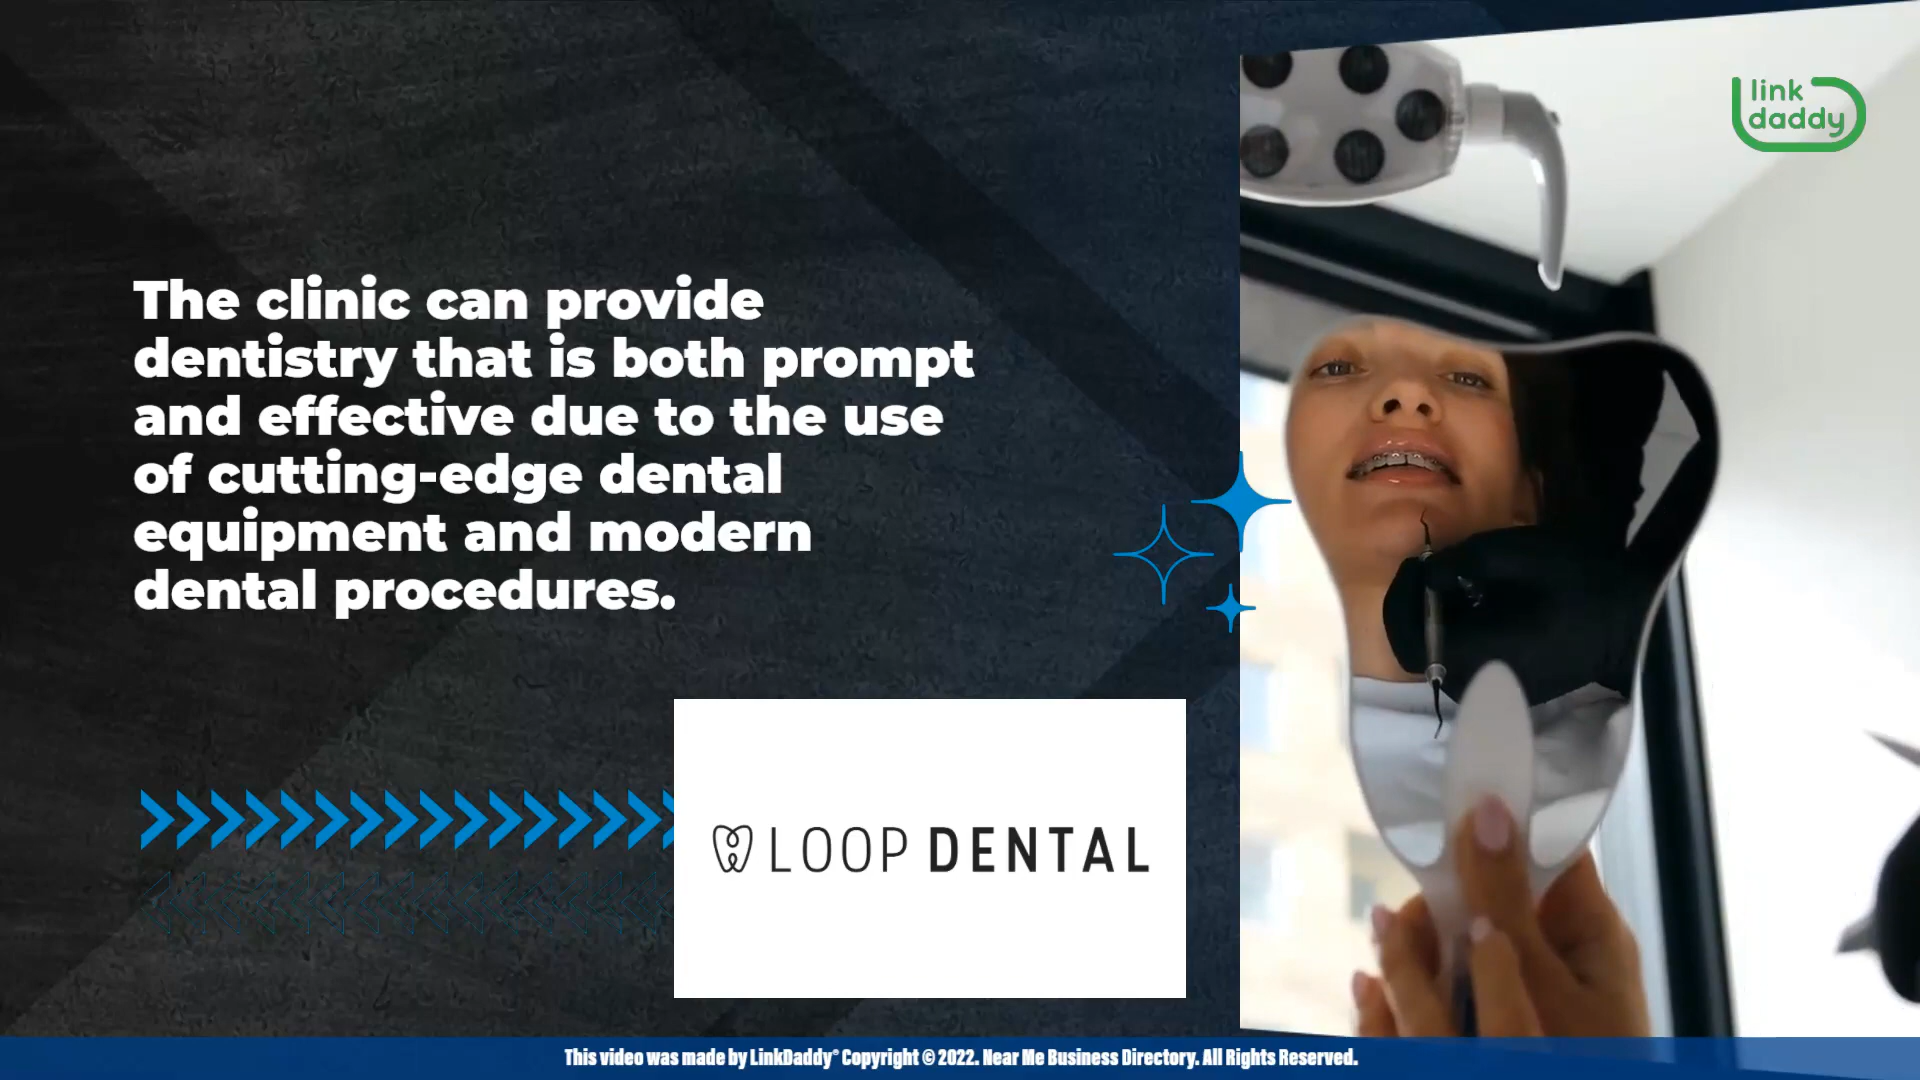 link
daddy
The clinic can provide
dentistry that is both prompt
and effective due to the use
of cutting-edge dental
equipment and modern
dental procedures.
LOOP DENTAL
This video was made by LinkDaddy® Copyright © 2022. Near Me Business Directory. All Rights Reserved.